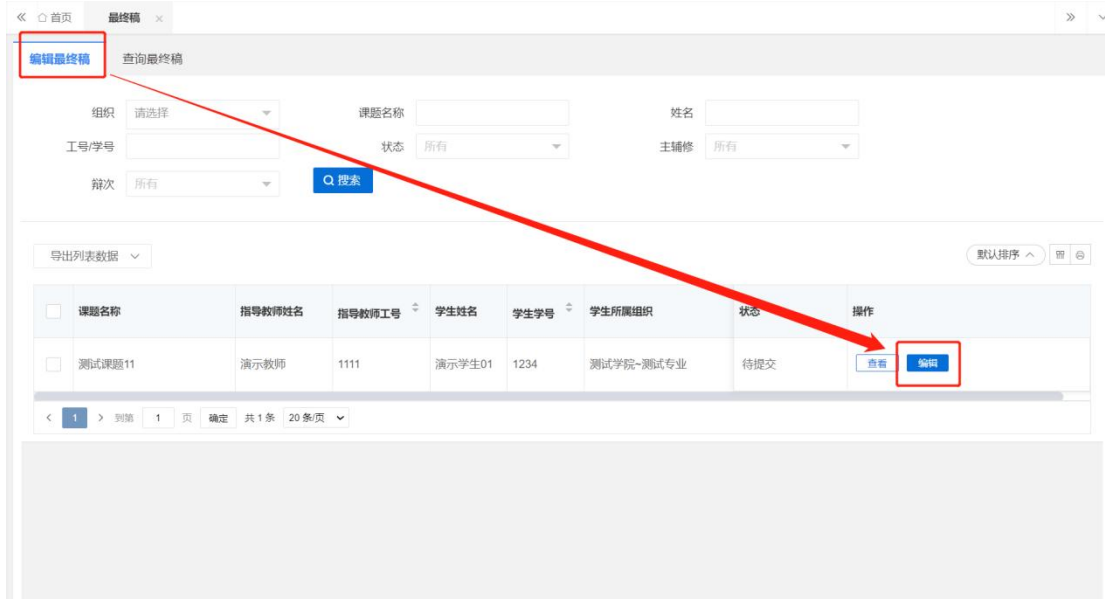 首页 最终稿
编辑最终稿 查询最终稿
组织 请选择 课题名称 姓名
工号/学号 状态 所有 主辅修 所有
辩次 所有 搜索
导出列表数据 默认排序
课题名称 指导教师姓名 指导教师工号 学生姓名 学生学号 学生所属组织 状态 操作
测试课题11 演示教师 1111 演示学生01 1234 测试学院~测试专业 待提交 查看 编辑
1 到第 1 页 确定 共 1 条 20 条/页